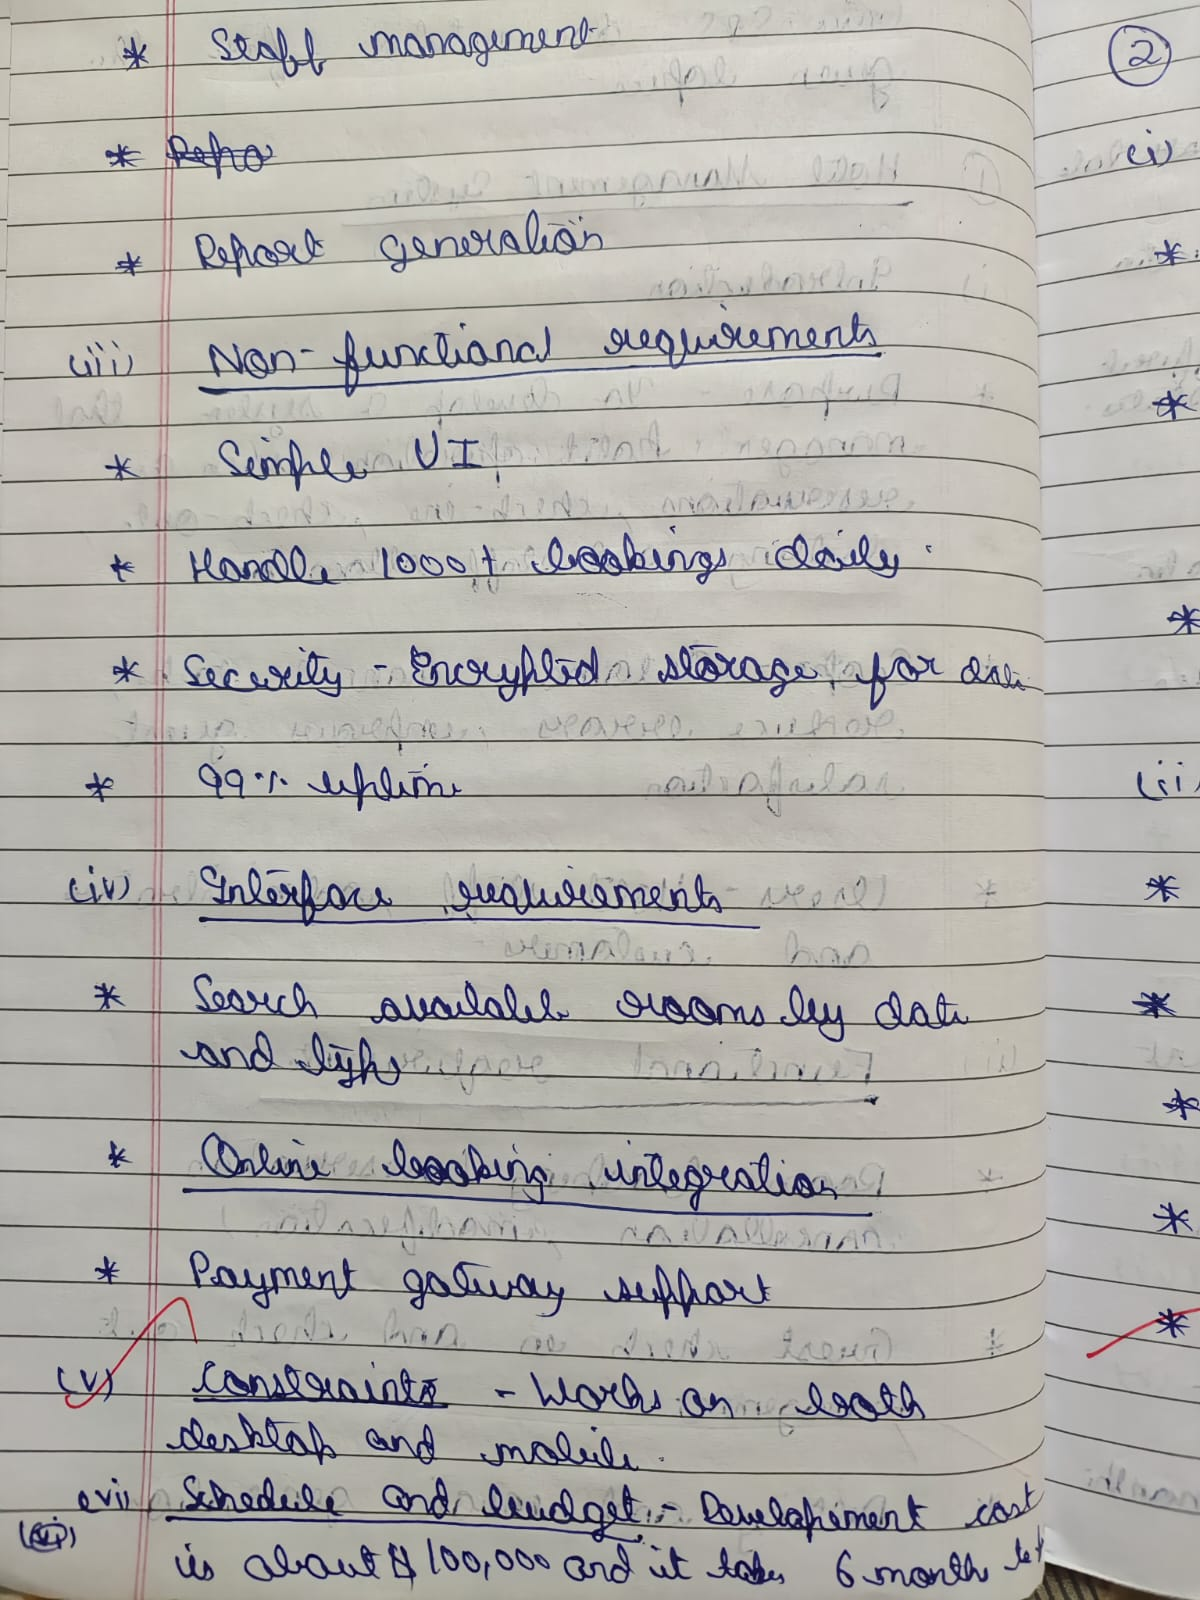 * Staff management
* Repo
* Report generation
(iii) Non-functional requirements
* Simple UI
* Handle 1000+ bookings daily.
* Security - Encrypted storage for data
* 99% uptime
(iv) Interface requirements
* Search available rooms by date
and type
* Online booking integration
* Payment gateway support
(v) Constraints - Works on both
desktop and mobile.
(vi) Schedule and budget - Development cost
is about $ 100,000 and it takes 6 month
2
(i)
*
*
*
(ii
*
*
*
*
*